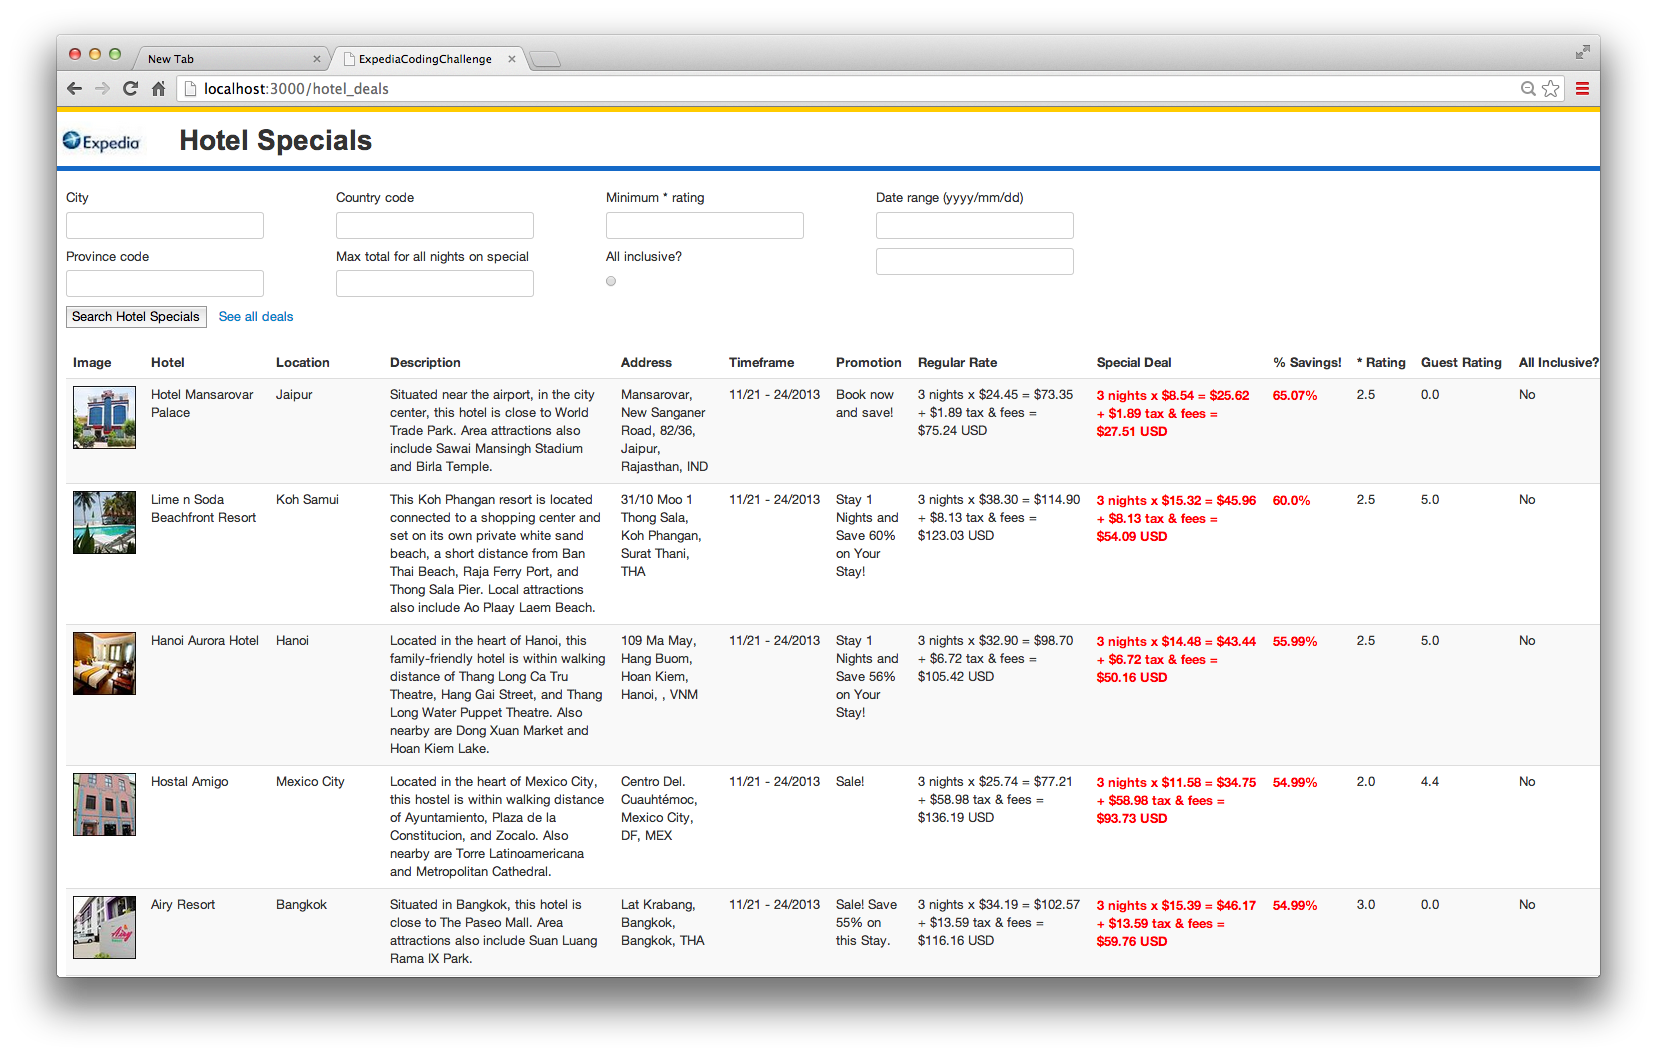 New Tab
ExpediaCodingChallenge
localhost:3000/hotel_deals
Expedia
Hotel Specials
City
Country code
Minimum * rating
Date range (yyyy/mm/dd)
Province code
Max total for all nights on special
All inclusive?
Search Hotel Specials
See all deals
Image
Hotel
Location
Description
Address
Timeframe
Promotion
Regular Rate
Special Deal
% Savings!
* Rating
Guest Rating
All Inclusive?
Hotel Mansarovar
Palace
Jaipur
Situated near the airport, in the city
center, this hotel is close to World
Trade Park. Area attractions also
include Sawai Mansingh Stadium
and Birla Temple.
Mansarovar,
New Sanganer
Road, 82/36,
Jaipur,
Rajasthan, IND
11/21 - 24/2013
Book now
and save!
3 nights x $24.45 = $73.35
+ $1.89 tax & fees =
$75.24 USD
3 nights x $8.54 = $25.62
+ $1.89 tax & fees =
$27.51 USD
65.07%
2.5
0.0
No
Lime n Soda
Beachfront Resort
Koh Samui
This Koh Phangan resort is located
connected to a shopping center and
set on its own private white sand
beach, a short distance from Ban
Thai Beach, Raja Ferry Port, and
Thong Sala Pier. Local attractions
also include Ao Plaay Laem Beach.
31/10 Moo 1
Thong Sala,
Koh Phangan,
Surat Thani,
THA
11/21 - 24/2013
Stay 1
Nights and
Save 60%
on Your
Stay!
3 nights x $38.30 = $114.90
+ $8.13 tax & fees =
$123.03 USD
3 nights x $15.32 = $45.96
+ $8.13 tax & fees =
$54.09 USD
60.0%
2.5
5.0
No
Hanoi Aurora Hotel
Hanoi
Located in the heart of Hanoi, this
family-friendly hotel is within walking
distance of Thang Long Ca Tru
Theatre, Hang Gai Street, and Thang
Long Water Puppet Theatre. Also
nearby are Dong Xuan Market and
Hoan Kiem Lake.
109 Ma May,
Hang Buom,
Hoan Kiem,
Hanoi, , VNM
11/21 - 24/2013
Stay 1
Nights and
Save 56%
on Your
Stay!
3 nights x $32.90 = $98.70
+ $6.72 tax & fees =
$105.42 USD
3 nights x $14.48 = $43.44
+ $6.72 tax & fees =
$50.16 USD
55.99%
2.5
5.0
No
Hostal Amigo
Mexico City
Located in the heart of Mexico City,
this hostel is within walking distance
of Ayuntamiento, Plaza de la
Constitucion, and Zocalo. Also
nearby are Torre Latinoamericana
and Metropolitan Cathedral.
Centro Del.
Cuauhtémoc,
Mexico City,
DF, MEX
11/21 - 24/2013
Sale!
3 nights x $25.74 = $77.21
+ $58.98 tax & fees =
$136.19 USD
3 nights x $11.58 = $34.75
+ $58.98 tax & fees =
$93.73 USD
54.99%
2.0
4.4
No
Airy
Airy Resort
Bangkok
Situated in Bangkok, this hotel is
close to The Paseo Mall. Area
attractions also include Suan Luang
Rama IX Park.
Lat Krabang,
Bangkok,
Bangkok, THA
11/21 - 24/2013
Sale! Save
55% on
this Stay.
3 nights x $34.19 = $102.57
+ $13.59 tax & fees =
$116.16 USD
3 nights x $15.39 = $46.17
+ $13.59 tax & fees =
$59.76 USD
54.99%
3.0
0.0
No